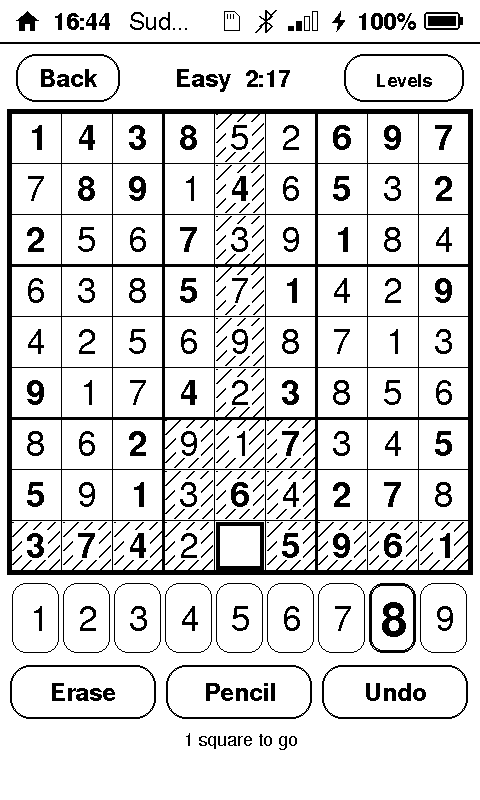 16:44 Sud... 100%
Back Easy 2:17 Levels
1 4 3 8 5 2 6 9 7
7 8 9 1 4 6 5 3 2
2 5 6 7 3 9 1 8 4
6 3 8 5 7 1 4 2 9
4 2 5 6 9 8 7 1 3
9 1 7 4 2 3 8 5 6
8 6 2 9 1 7 3 4 5
5 9 1 3 6 4 2 7 8
3 7 4 2 5 9 6 1
1 2 3 4 5 6 7 8 9
Erase Pencil Undo
1 square to go